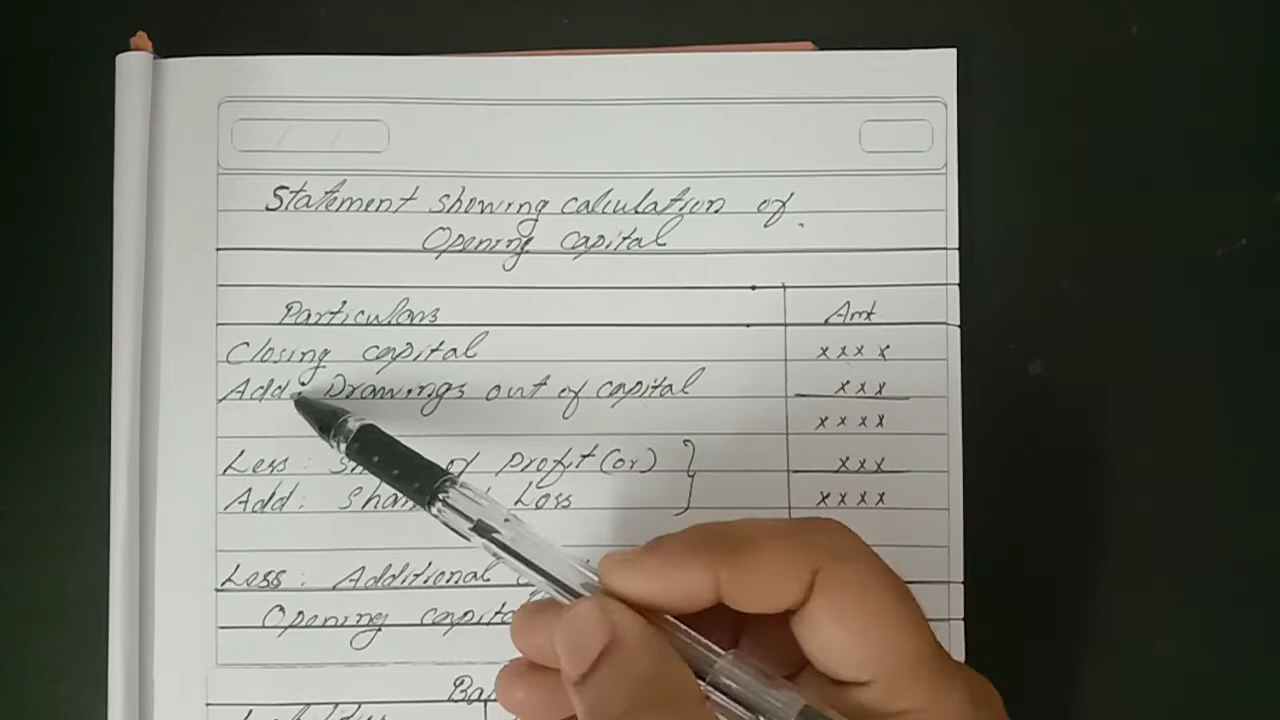 Statement showing calculation of
Opening capital
Particulars Amt
Closing capital xxxx
Add: Drawings out of capital xxx
xxxx
Less: of profit (or) } xxx
Add: Loss xxxx
Less: Additional
Opening